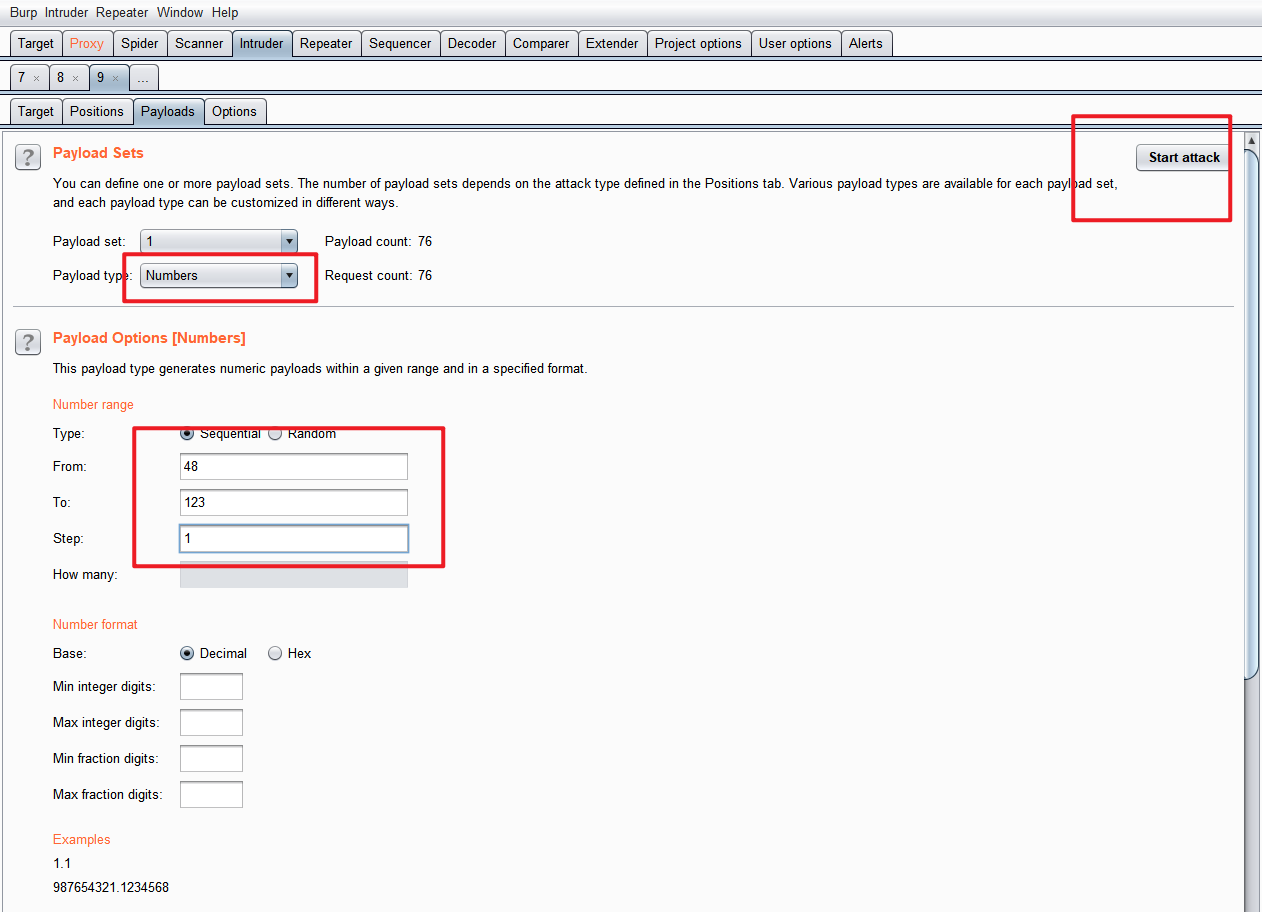 Burp Intruder Repeater Window Help
Target Proxy Spider Scanner Intruder Repeater Sequencer Decoder Comparer Extender Project options User options Alerts
7 × 8 × 9 × ...
Target Positions Payloads Options
? Payload Sets
Start attack
You can define one or more payload sets. The number of payload sets depends on the attack type defined in the Positions tab. Various payload types are available for each payload set,
and each payload type can be customized in different ways.
Payload set: 1 Payload count: 76
Payload type: Numbers Request count: 76
? Payload Options [Numbers]
This payload type generates numeric payloads within a given range and in a specified format.
Number range
Type: Sequential Random
From: 48
To: 123
Step: 1
How many:
Number format
Base: Decimal Hex
Min integer digits:
Max integer digits:
Min fraction digits:
Max fraction digits:
Examples
1.1
987654321.1234568